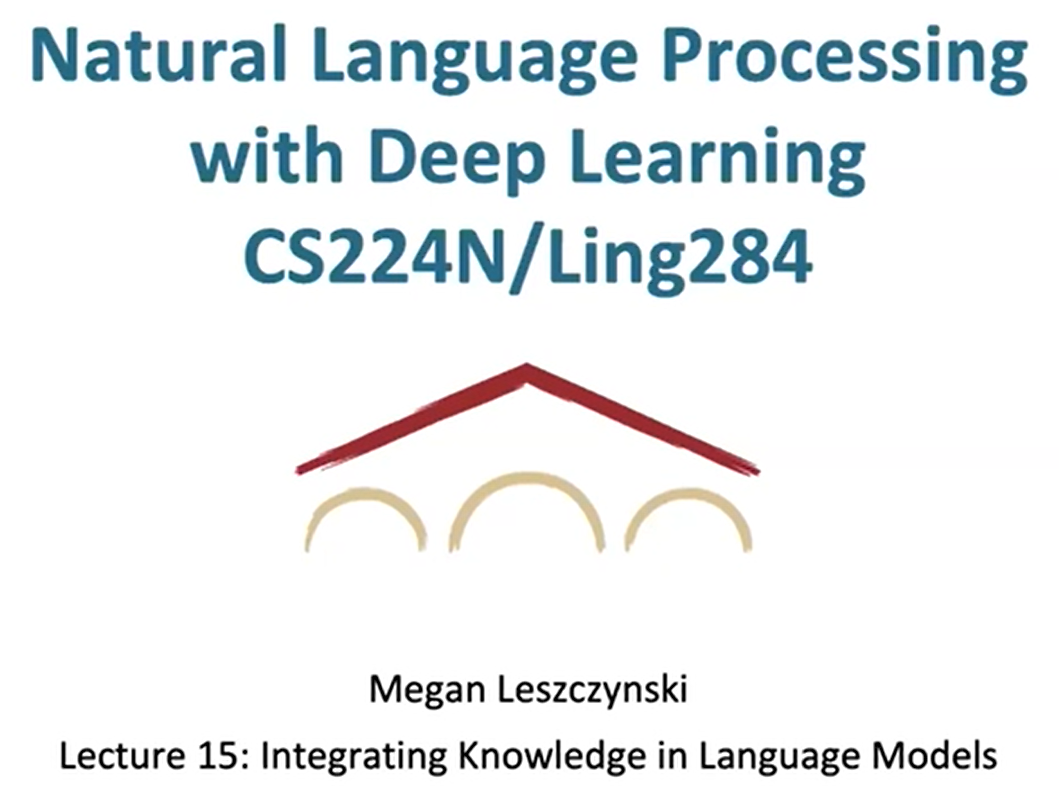 Natural Language Processing
with Deep Learning
CS224N/Ling284
Megan Leszczynski
Lecture 15: Integrating Knowledge in Language Models